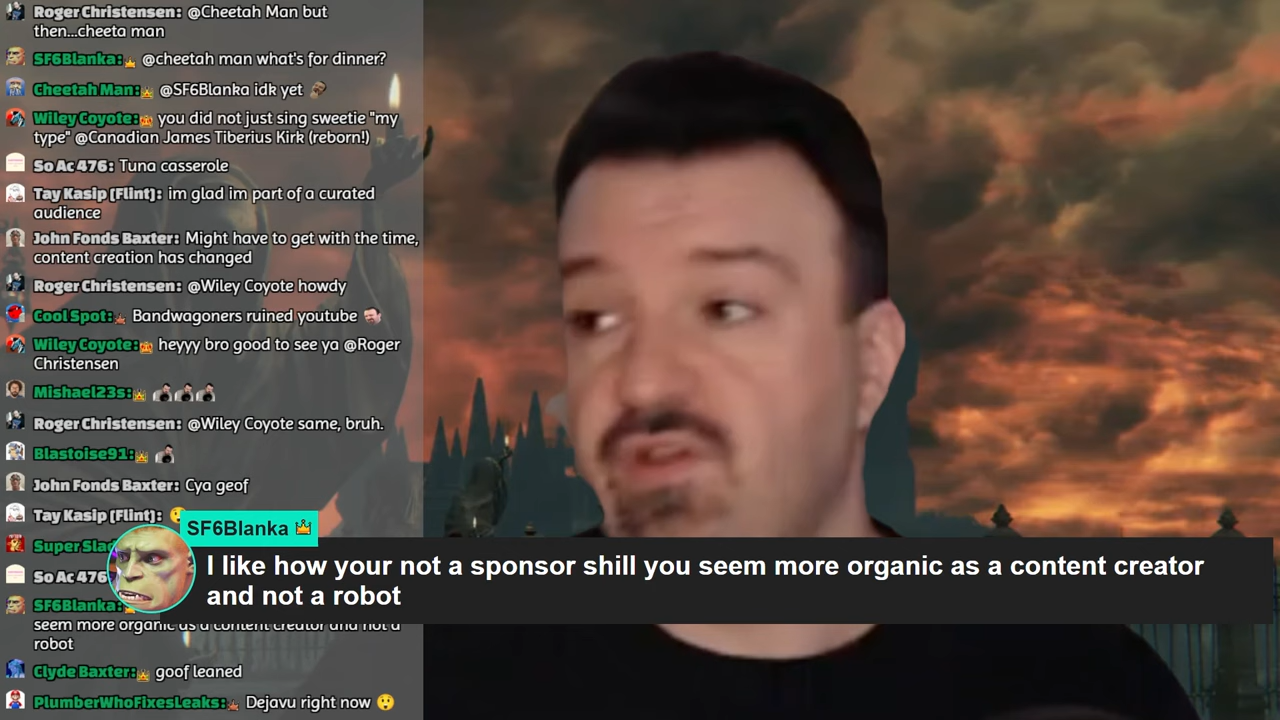 Roger Christensen: @Cheetah Man but
then...cheeta man
SF6Blanka: @cheetah man what's for dinner?
Cheetah Man: @SF6Blanka idk yet
Wiley Coyote: you did not just sing sweetie "my
type" @Canadian James Tiberius Kirk (reborn!)
So Ac 476: Tuna casserole
Tay Kasip (Flint): im glad im part of a curated
audience
John Fonds Baxter: Might have to get with the time,
content creation has changed
Roger Christensen: @Wiley Coyote howdy
Cool Spot: Bandwagoners ruined youtube
Wiley Coyote: heyyy bro good to see ya @Roger
Christensen
Mishael23s:
Roger Christensen: @Wiley Coyote same, bruh.
Blastoise91:
John Fonds Baxter: Cya geof
Tay Kasip (Flint):
Super
So Ac 476
SF6Blanka:
seem more organic as a content creator and not a
robot
Clyde Baxter: goof leaned
PlumberWhoFixesLeaks: Dejavu right now
SF6Blanka
I like how your not a sponsor shill you seem more organic as a content creator
and not a robot